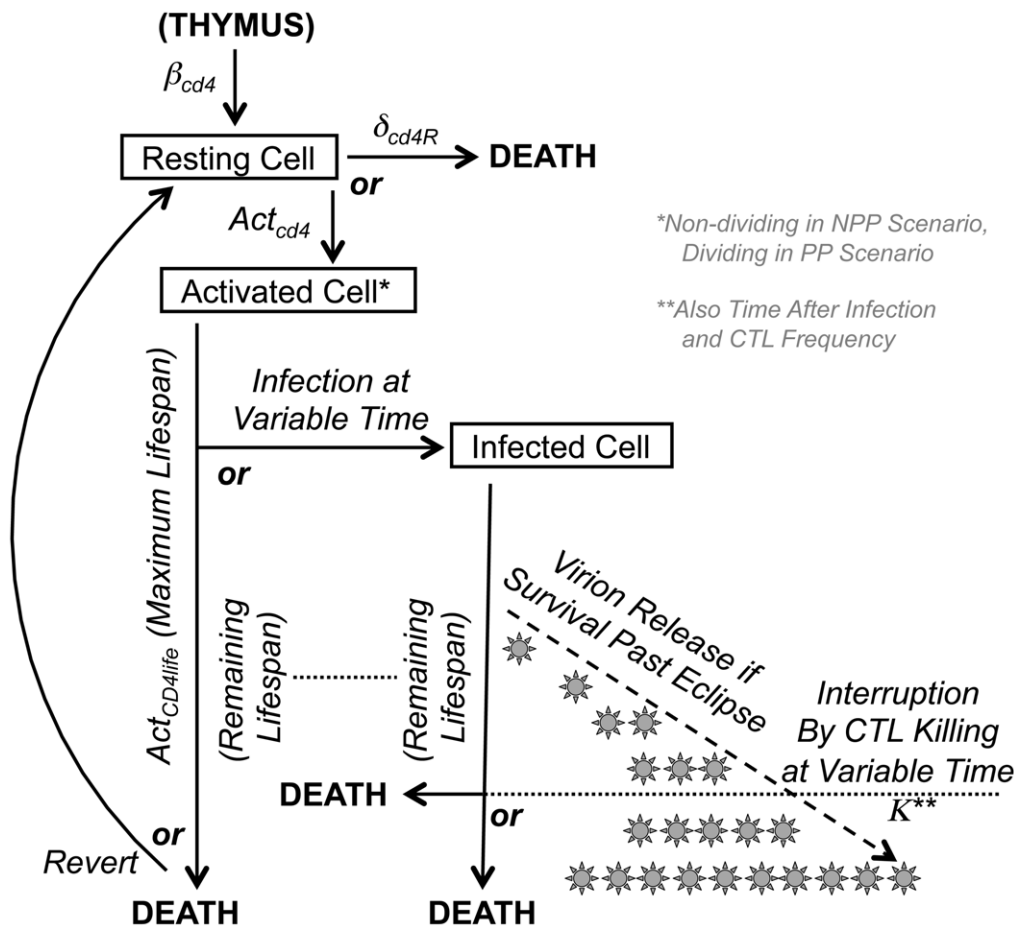 (THYMUS)
βcd4
Resting Cell
δcd4R
DEATH
or
Actcd4
*Non-dividing in NPP Scenario,
Dividing in PP Scenario
Activated Cell*
**Also Time After Infection
and CTL Frequency
Infection at
Variable Time
or
Infected Cell
ActCD4life (Maximum Lifespan)
(Remaining
Lifespan)
(Remaining
Lifespan)
Virion Release if
Survival Past Eclipse
Interruption
By CTL Killing
at Variable Time
K**
DEATH
or
or
Revert
DEATH
DEATH